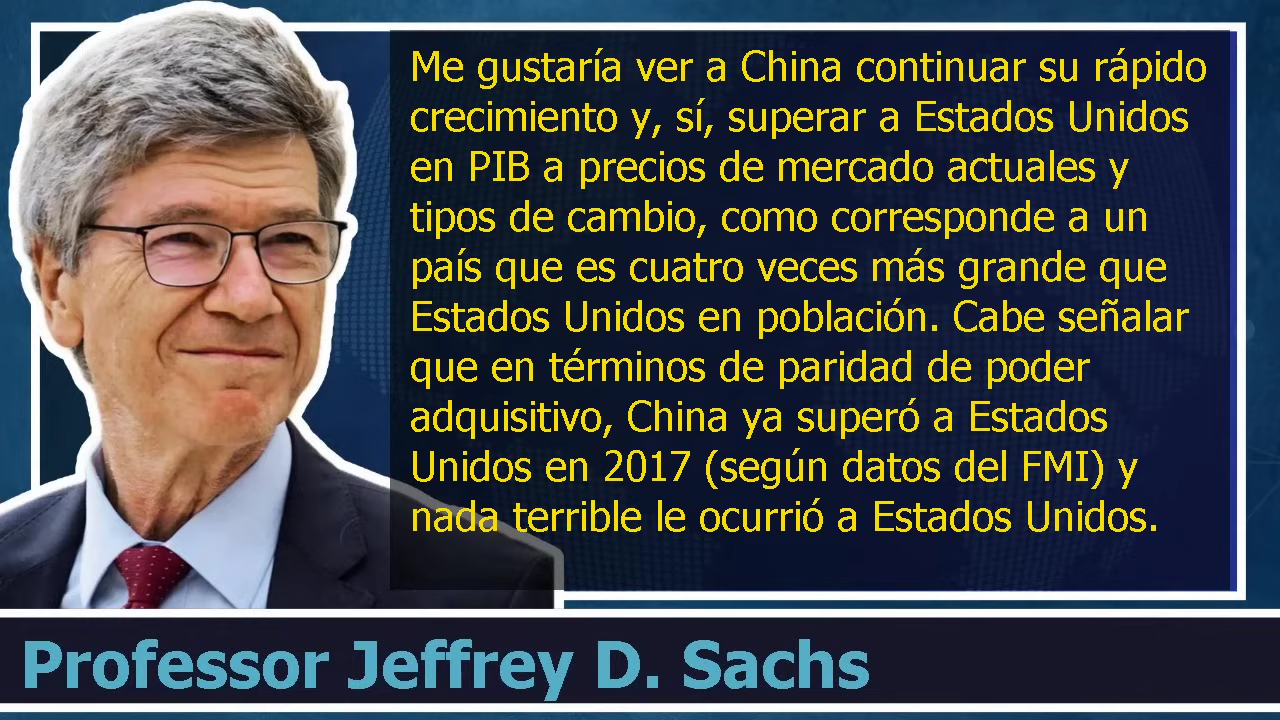 Me gustaría ver a China continuar su rápido
crecimiento y, sí, superar a Estados Unidos
en PIB a precios de mercado actuales y
tipos de cambio, como corresponde a un
país que es cuatro veces más grande que
Estados Unidos en población. Cabe señalar
que en términos de paridad de poder
adquisitivo, China ya superó a Estados
Unidos en 2017 (según datos del FMI) y
nada terrible le ocurrió a Estados Unidos.
Professor Jeffrey D. Sachs